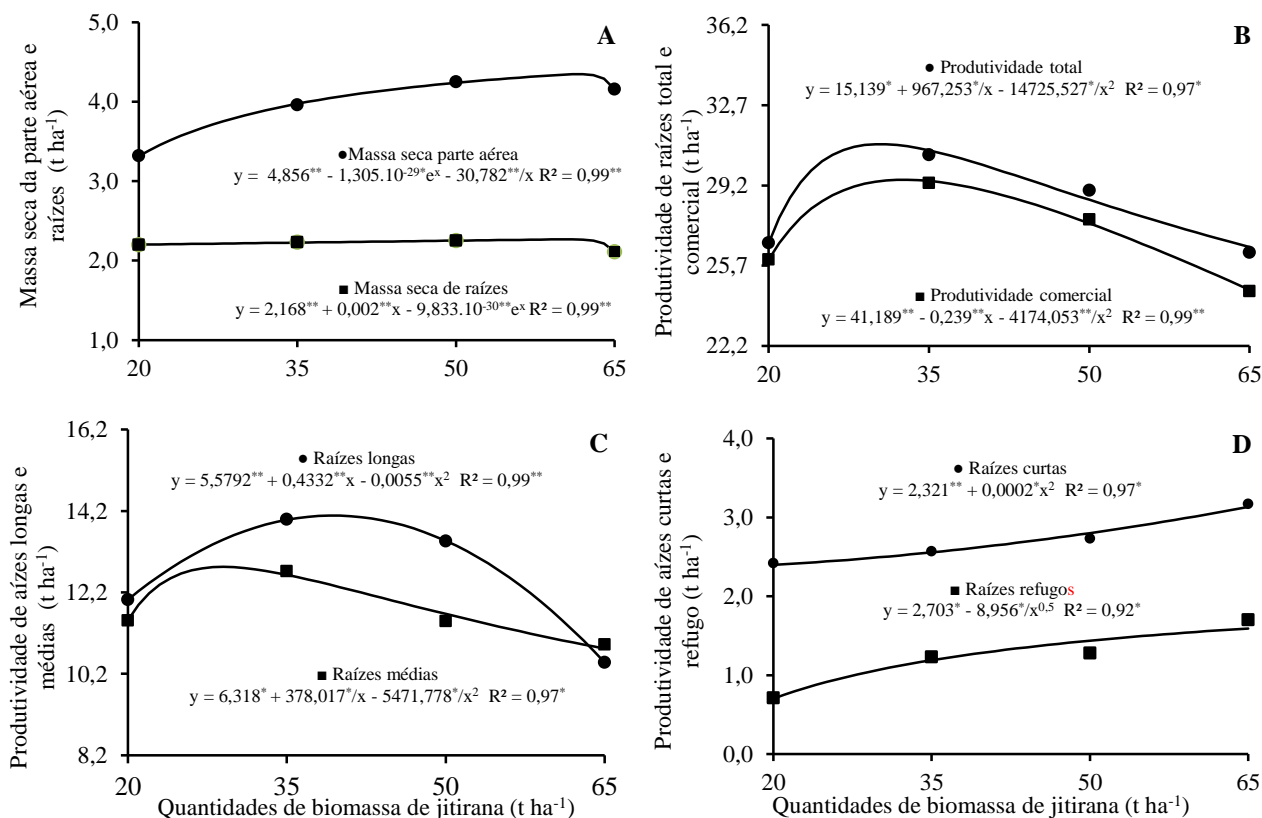 Massa seca da parte aérea e
raízes (t ha⁻¹)
5,0
4,0
3,0
2,0
1,0
A
●Massa seca parte aérea
y = 4,856** - 1,305.10⁻²⁹*eˣ - 30,782**/x R² = 0,99**
■ Massa seca de raízes
y = 2,168** + 0,002**x - 9,833.10⁻³⁰**eˣ R² = 0,99**
20 35 50 65
Produtividade de raízes total e
comercial (t ha⁻¹)
36,2
32,7
29,2
25,7
22,2
B
● Produtividade total
y = 15,139* + 967,253*/x - 14725,527*/x² R² = 0,97*
■ Produtividade comercial
y = 41,189** - 0,239**x - 4174,053**/x² R² = 0,99**
20 35 50 65
Produtividade de aízes longas e
médias (t ha⁻¹)
16,2
14,2
12,2
10,2
8,2
C
● Raízes longas
y = 5,5792** + 0,4332**x - 0,0055**x² R² = 0,99**
■ Raízes médias
y = 6,318* + 378,017*/x - 5471,778*/x² R² = 0,97*
20 35 50 65
Quantidades de biomassa de jitirana (t ha⁻¹)
Produtividade de aízes curtas e
refugo (t ha⁻¹)
4,0
3,0
2,0
1,0
0,0
D
● Raízes curtas
y = 2,321** + 0,0002*x² R² = 0,97*
■ Raízes refugos
y = 2,703* - 8,956*/x⁰,⁵ R² = 0,92*
20 35 50 65
Quantidades de biomassa de jitirana (t ha⁻¹)